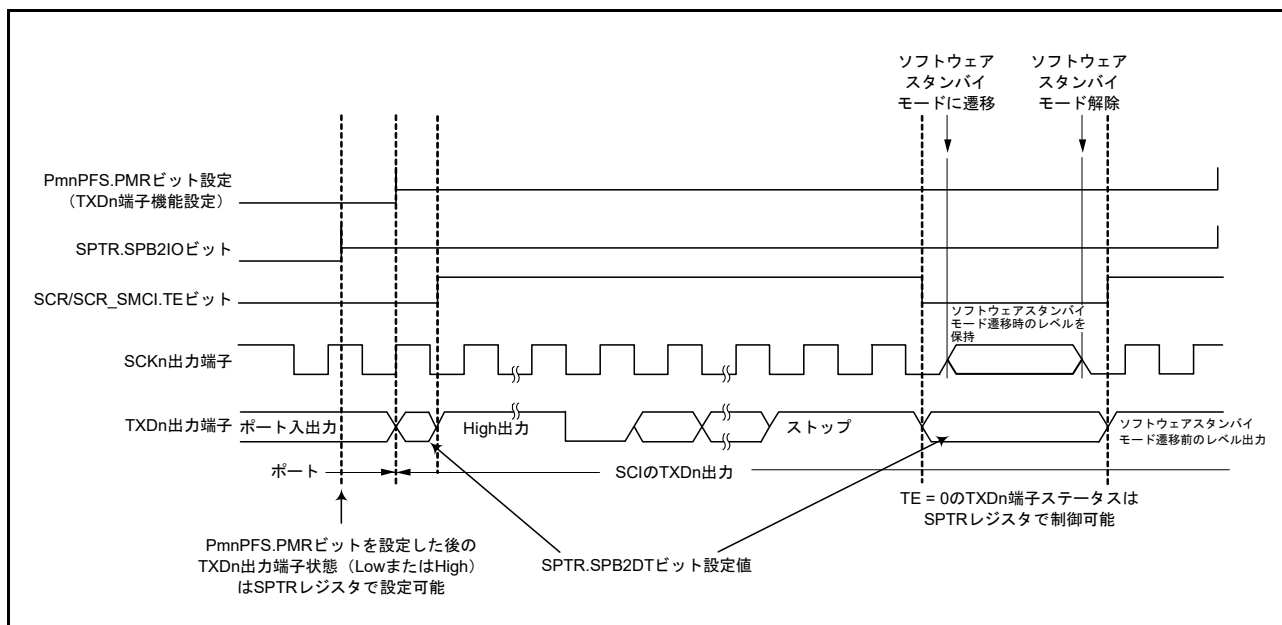 ソフトウェア
スタンバイ
モードに遷移
ソフトウェア
スタンバイ
モード解除
PmnPFS.PMRビット設定
（TXDn端子機能設定）
SPTR.SPB2IOビット
SCR/SCR_SMCI.TEビット
ソフトウェアスタンバイ
モード遷移時のレベルを
保持
SCKn出力端子
TXDn出力端子
ポート入出力
High出力
ストップ
ソフトウェアスタンバイ
モード遷移前のレベル出力
ポート
SCIのTXDn出力
TE = 0のTXDn端子ステータスは
SPTRレジスタで制御可能
PmnPFS.PMRビットを設定した後の
TXDn出力端子状態（LowまたはHigh）
はSPTRレジスタで設定可能
SPTR.SPB2DTビット設定値